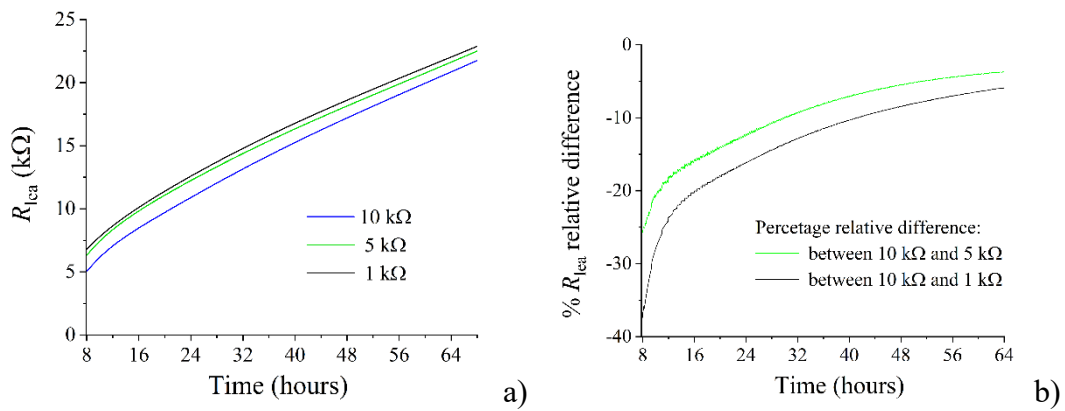 25
20
15
10
5
0
R_lea (kΩ)
10 kΩ
5 kΩ
1 kΩ
8 16 24 32 40 48 56 64
Time (hours)
a)
0
-10
-20
-30
-40
% R_lea relative difference
Percetage relative difference:
between 10 kΩ and 5 kΩ
between 10 kΩ and 1 kΩ
8 16 24 32 40 48 56 64
Time (hours)
b)